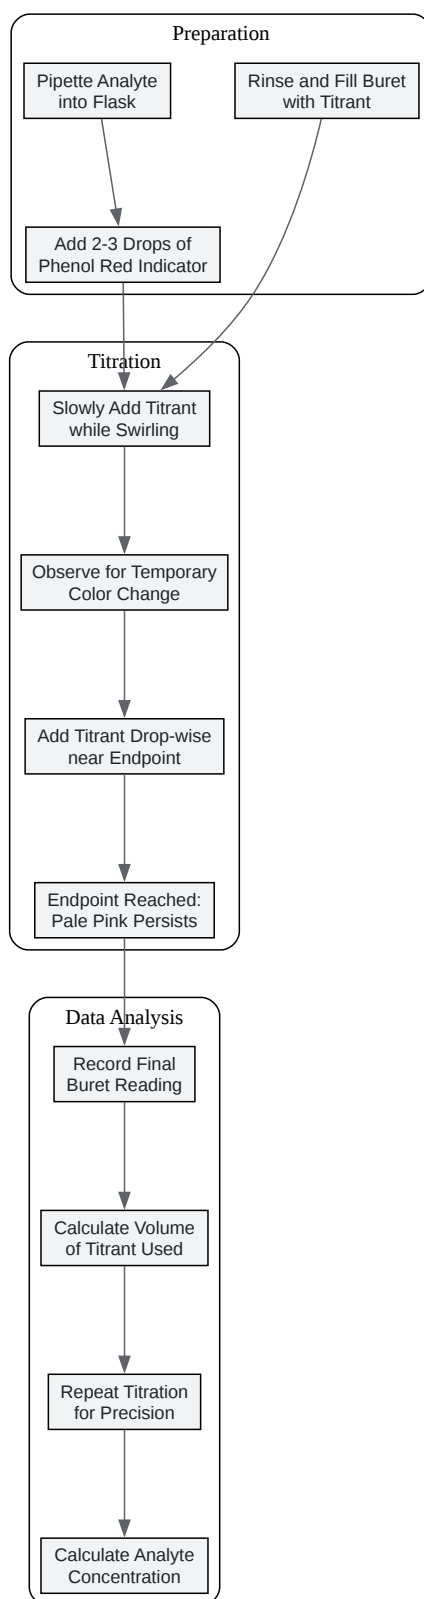 Preparation
Pipette Analyte
into Flask
Rinse and Fill Buret
with Titrant
Add 2-3 Drops of
Phenol Red Indicator
Titration
Slowly Add Titrant
while Swirling
Observe for Temporary
Color Change
Add Titrant Drop-wise
near Endpoint
Endpoint Reached:
Pale Pink Persists
Data Analysis
Record Final
Buret Reading
Calculate Volume
of Titrant Used
Repeat Titration
for Precision
Calculate Analyte
Concentration